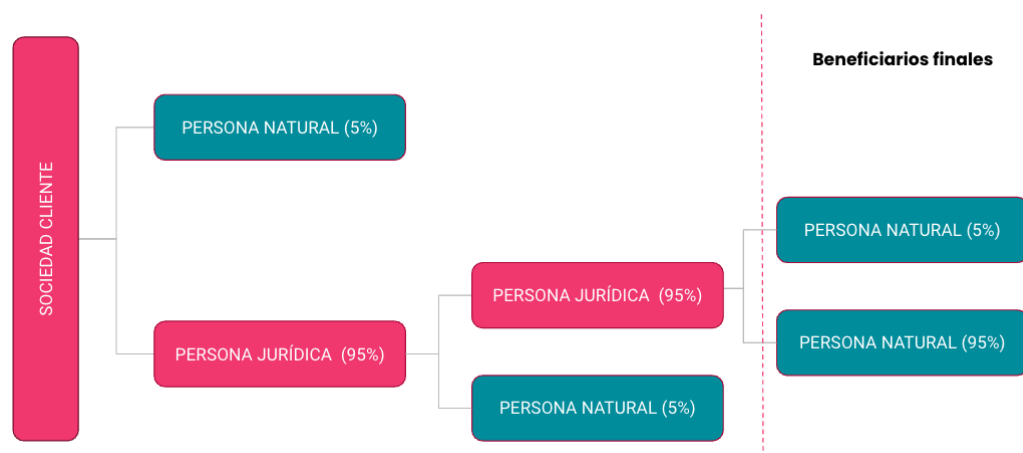 SOCIEDAD CLIENTE
PERSONA NATURAL (5%)
PERSONA JURÍDICA  (95%)
PERSONA JURÍDICA  (95%)
PERSONA NATURAL (5%)
Beneficiarios finales
PERSONA NATURAL (5%)
PERSONA NATURAL (95%)